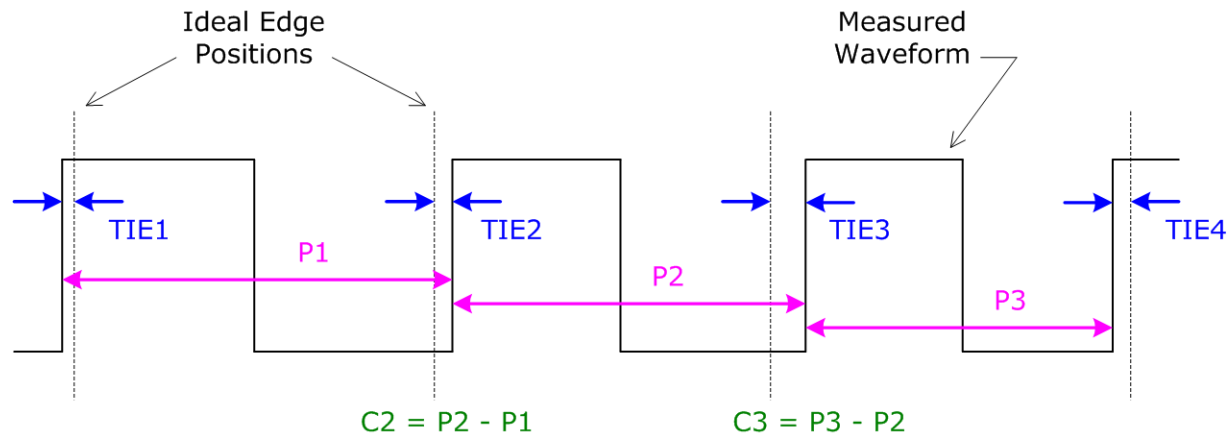 Ideal Edge
Positions
Measured
Waveform
TIE1
TIE2
TIE3
TIE4
P1
P2
P3
C2 = P2 - P1
C3 = P3 - P2